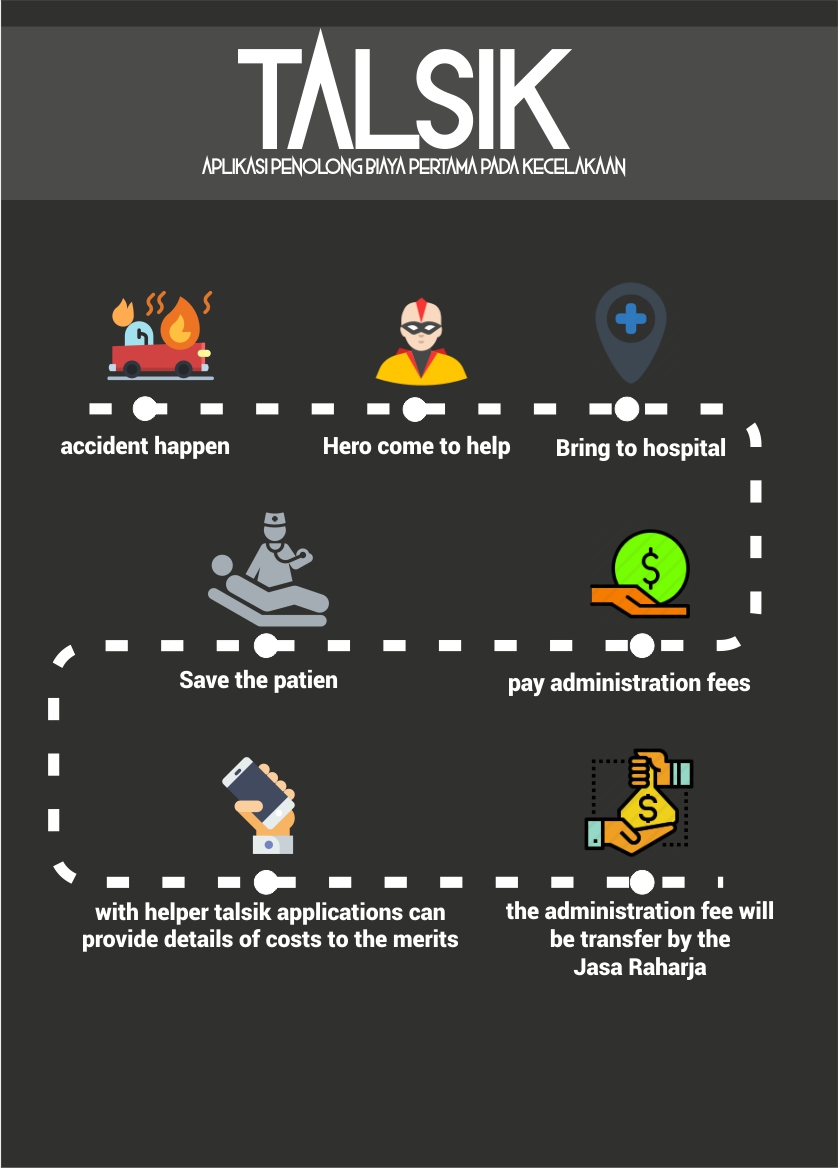 TALSIK
APLIKASI PENOLONG BIAYA PERTAMA PADA KECELAKAAN
accident happen
Hero come to help
Bring to hospital
pay administration fees
Save the patien
with helper talsik applications can
provide details of costs to the merits
the administration fee will
be transfer by the
Jasa Raharja